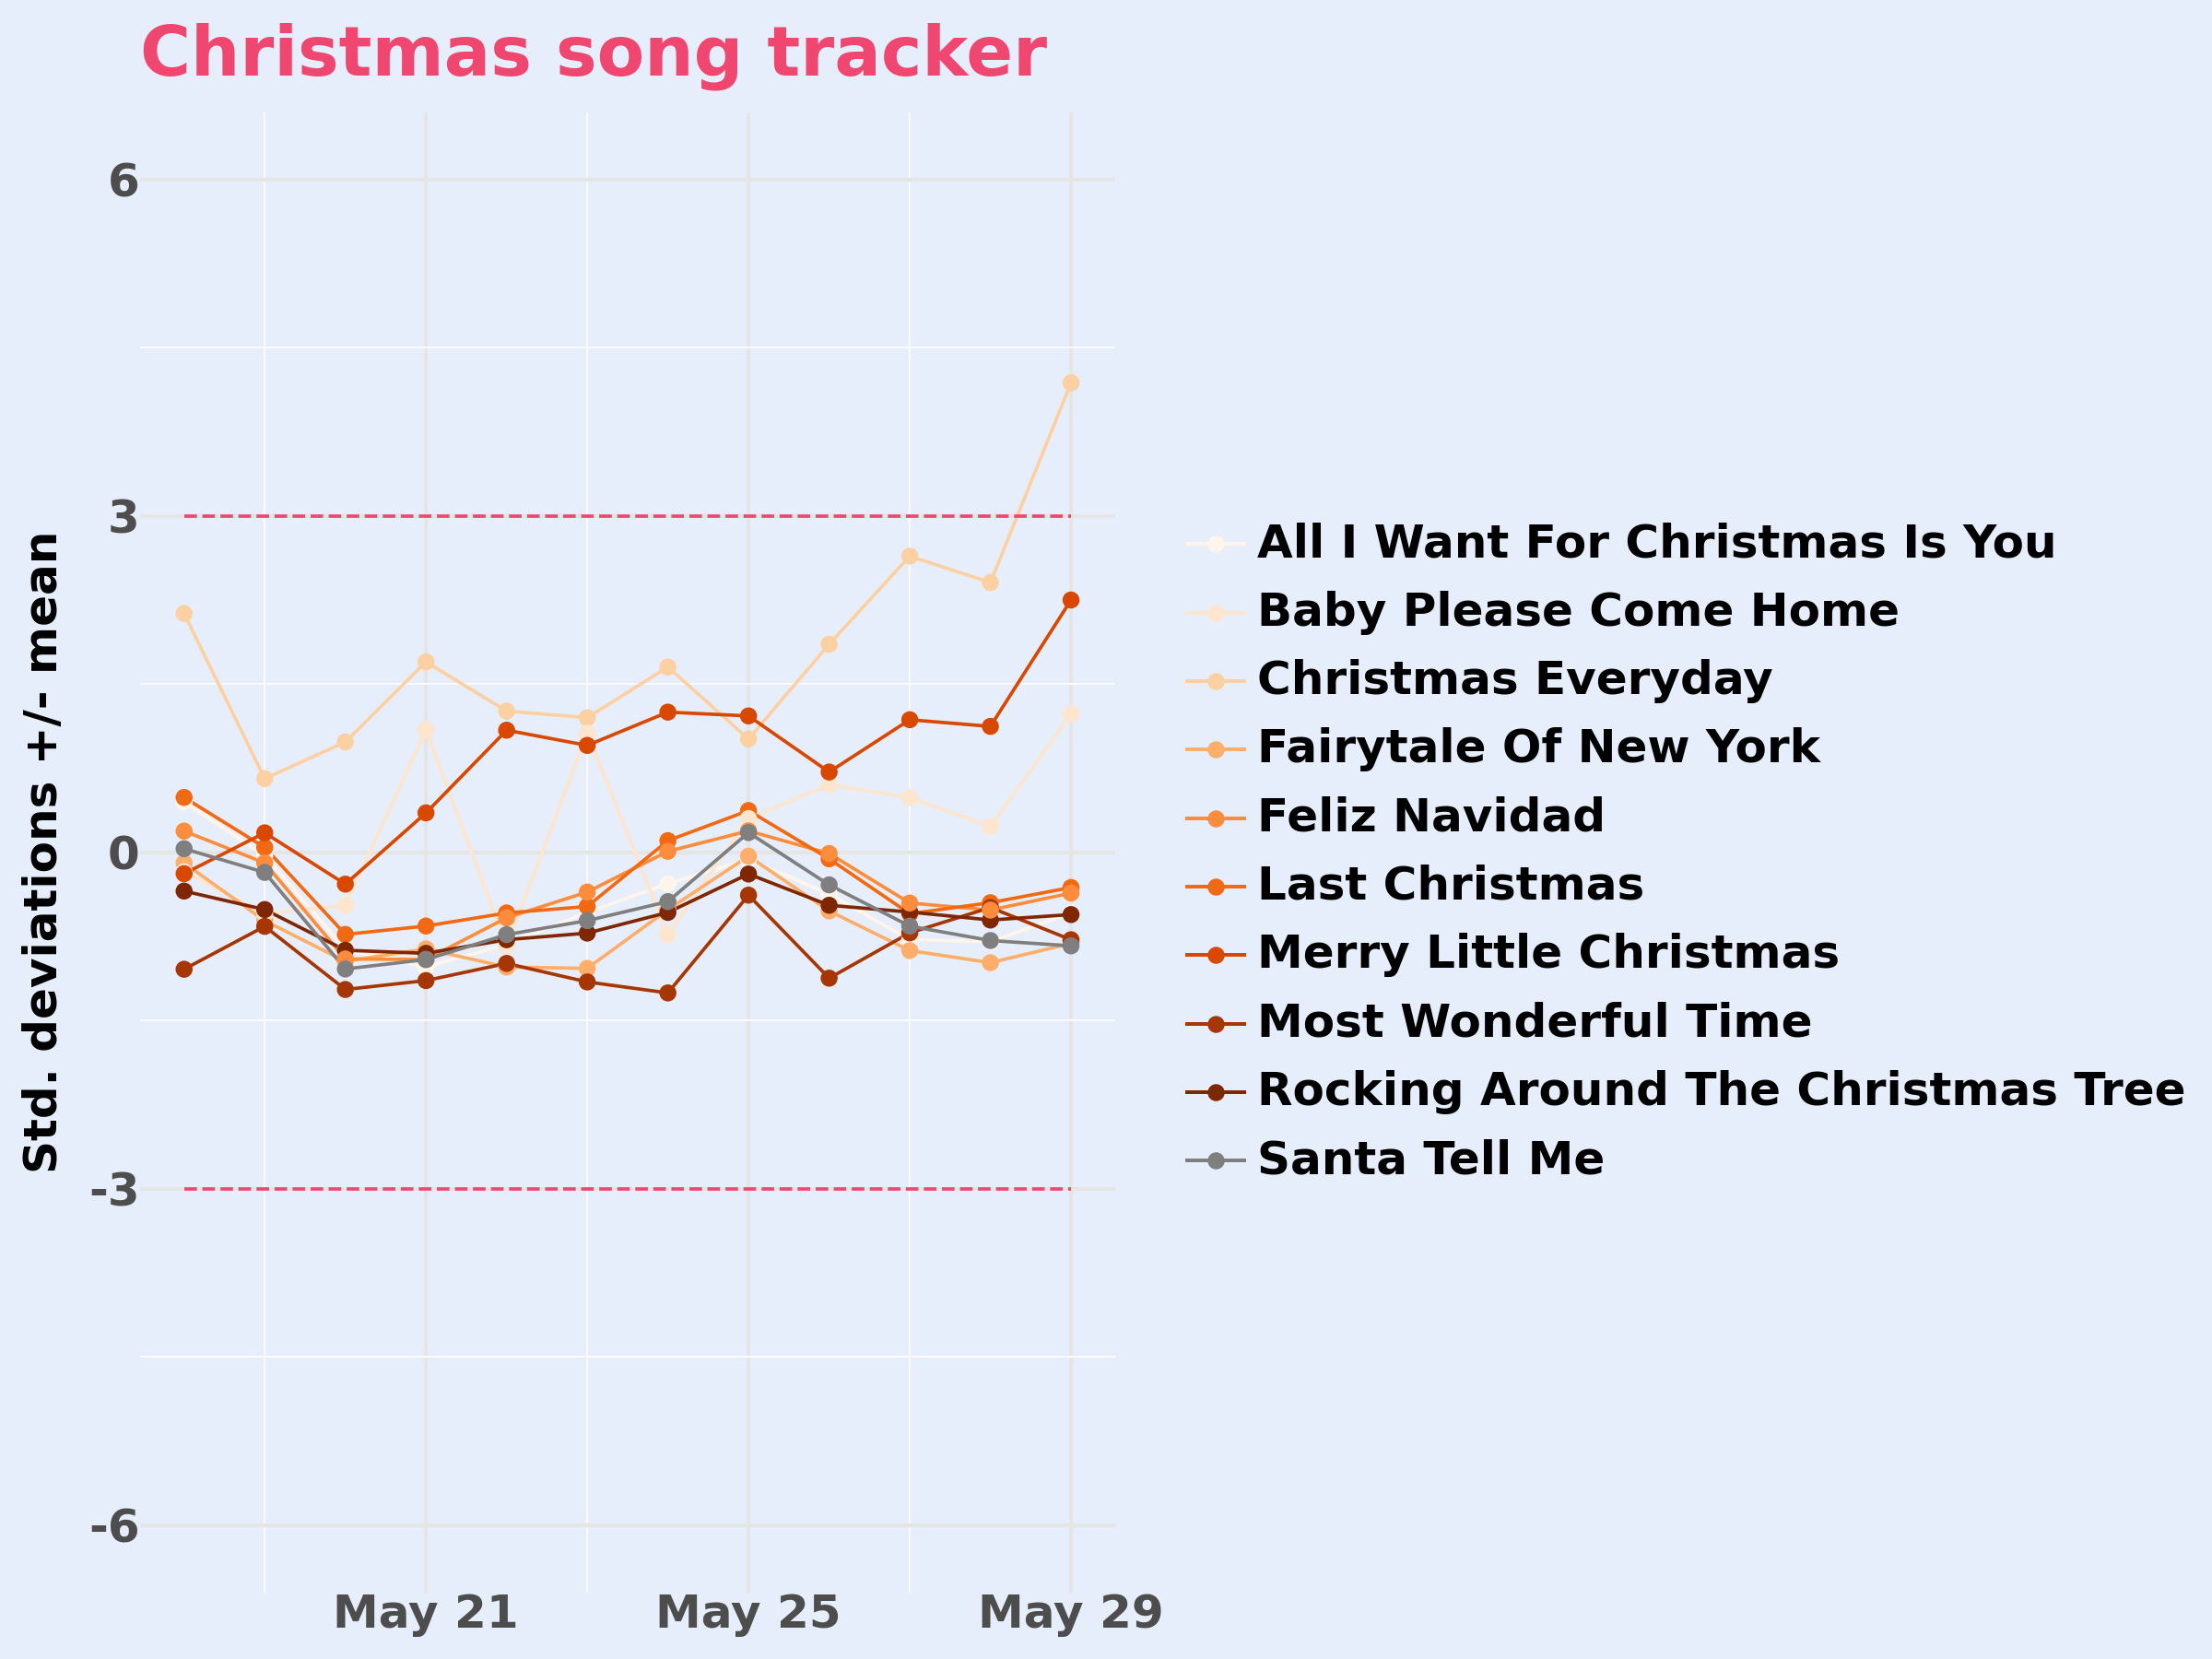 Christmas song tracker
Std. deviations +/- mean
6
3
0
-3
-6
May 21
May 25
May 29
All I Want For Christmas Is You
Baby Please Come Home
Christmas Everyday
Fairytale Of New York
Feliz Navidad
Last Christmas
Merry Little Christmas
Most Wonderful Time
Rocking Around The Christmas Tree
Santa Tell Me